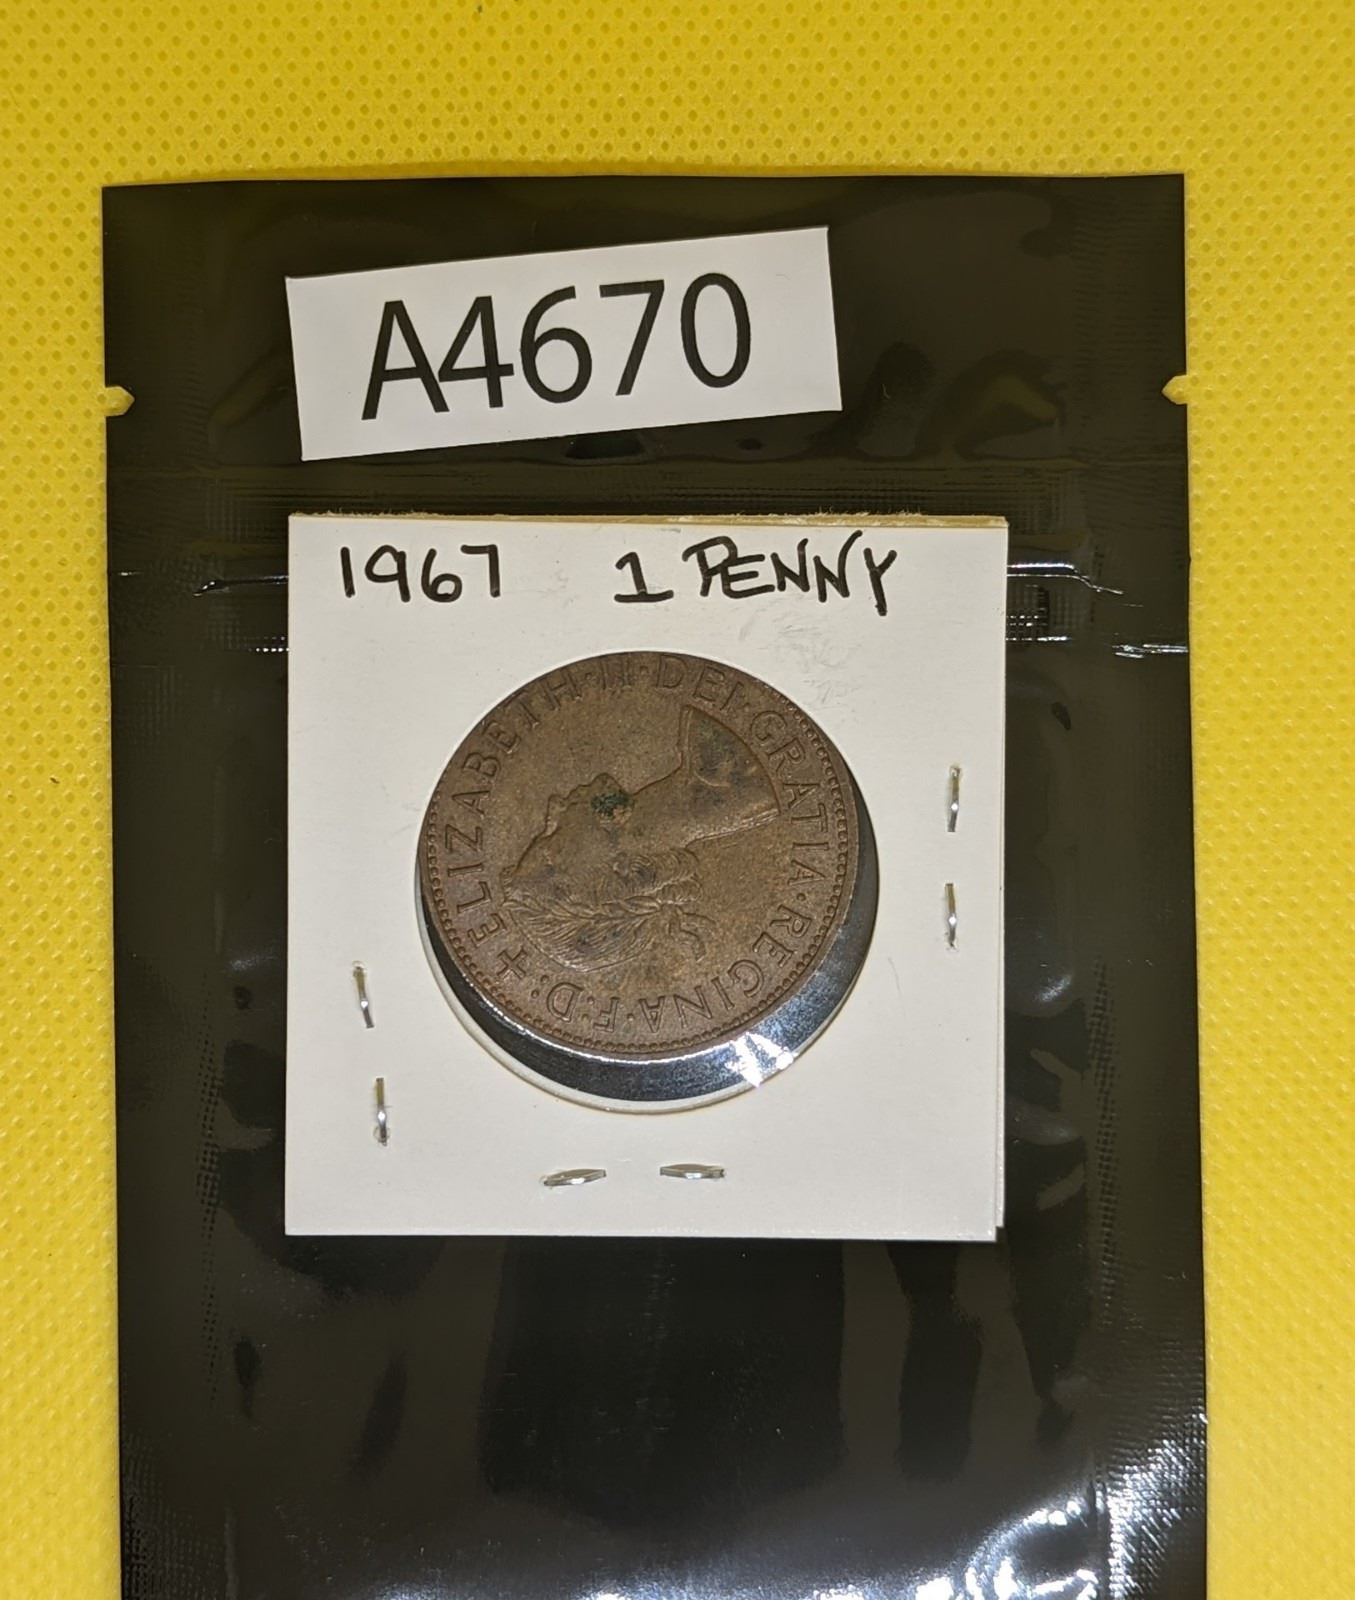 A4670
1967 1 PENNY
+ ELIZABETH · II · DEI · GRATIA · REGINA · F : D :